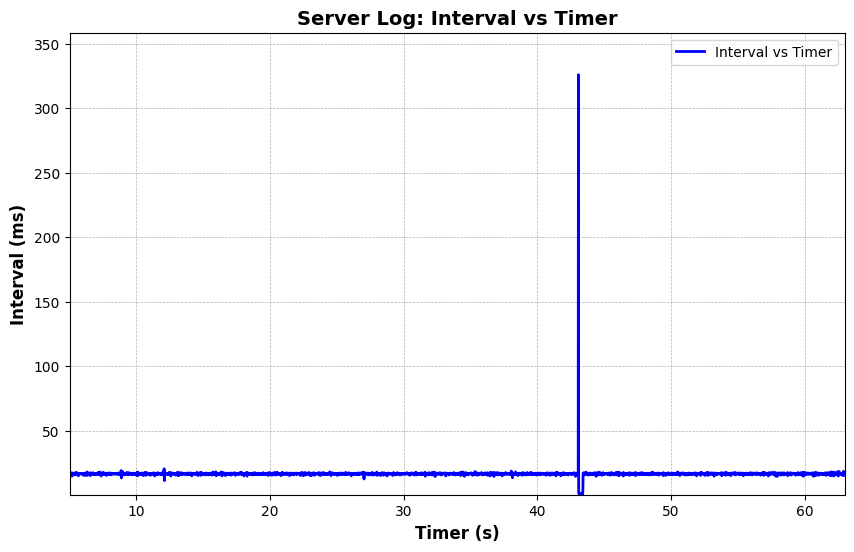 Server Log: Interval vs Timer
Interval vs Timer
350
300
250
200
150
100
50
Interval (ms)
10 20 30 40 50 60
Timer (s)